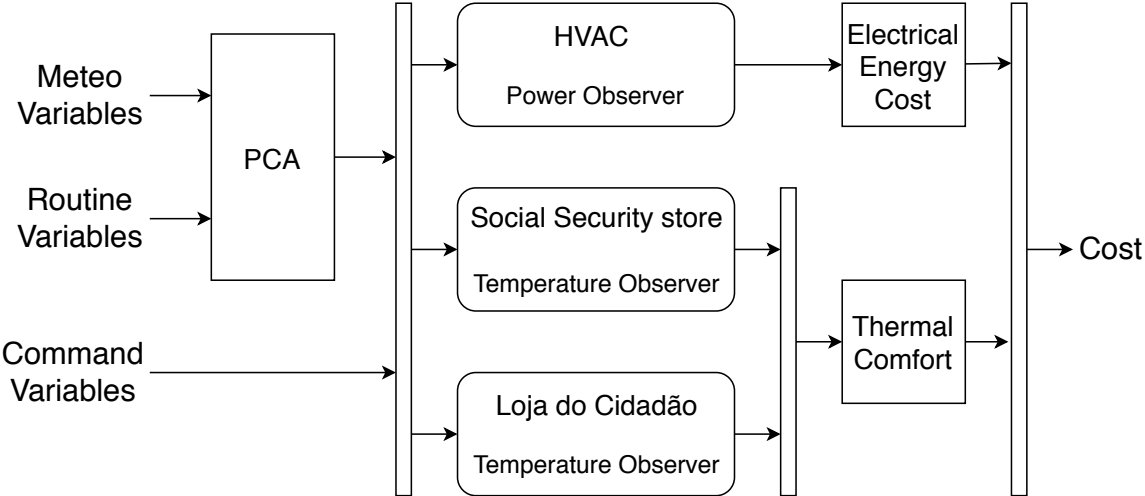 Meteo
Variables
Routine
Variables
Command
Variables
PCA
HVAC
Power Observer
Social Security store
Temperature Observer
Loja do Cidadão
Temperature Observer
Electrical
Energy
Cost
Thermal
Comfort
Cost